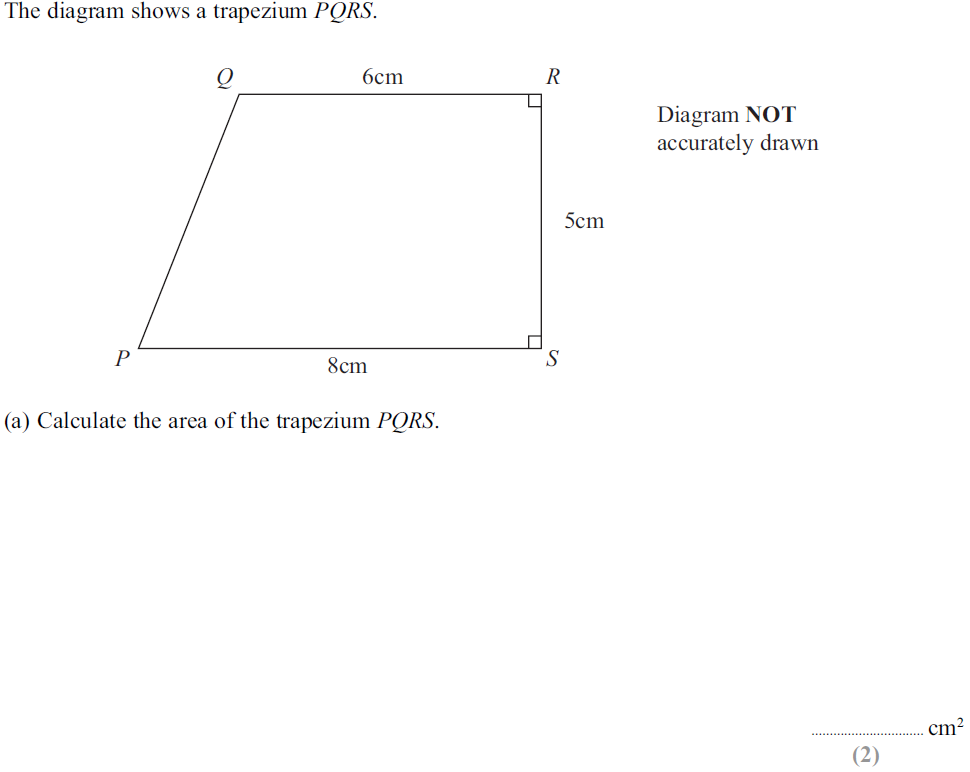 The diagram shows a trapezium PQRS.
Q
6cm
R
Diagram NOT
accurately drawn
5cm
P
8cm
S
(a) Calculate the area of the trapezium PQRS.
............................... cm²
(2)